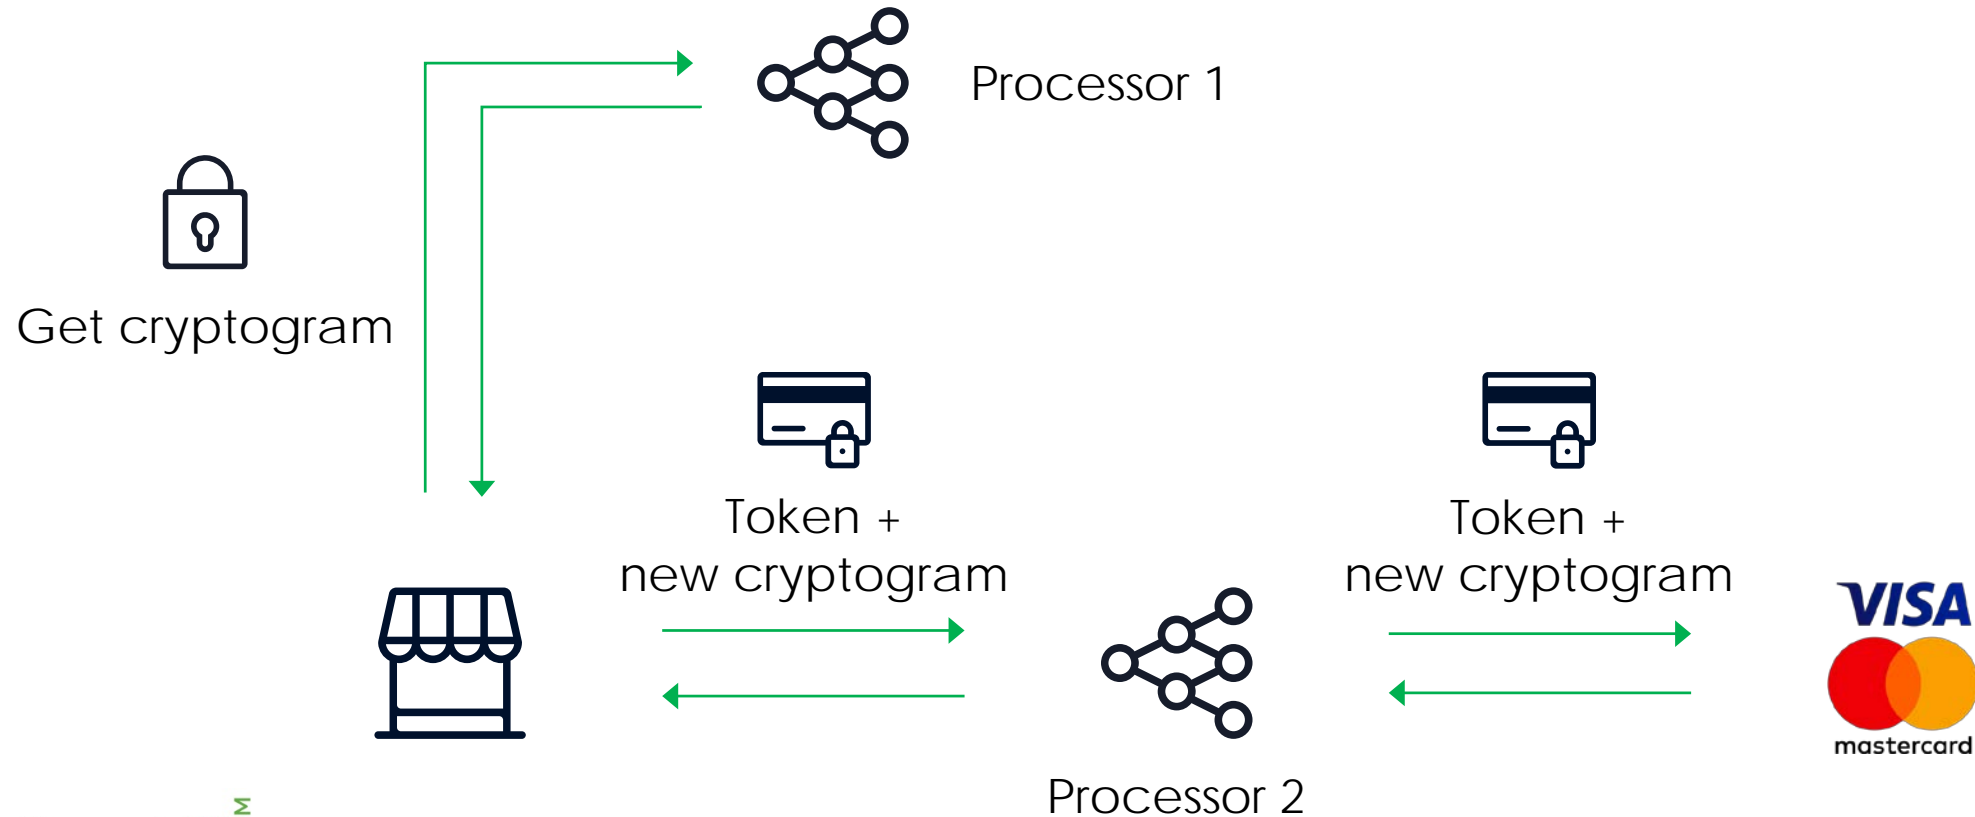 Processor 1
Get cryptogram
Token +
new cryptogram
Token +
new cryptogram
VISA
mastercard
Processor 2
Σ